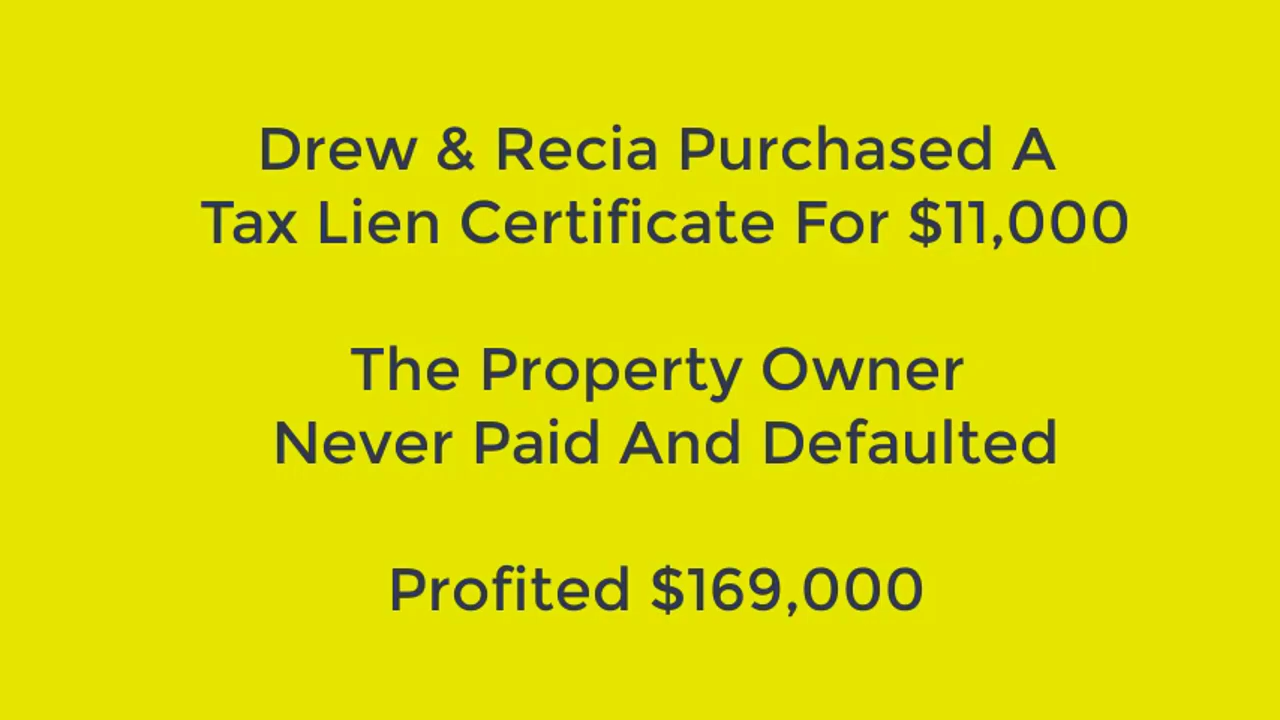 Drew & Recia Purchased A
Tax Lien Certificate For $11,000
The Property Owner
Never Paid And Defaulted
Profited $169,000